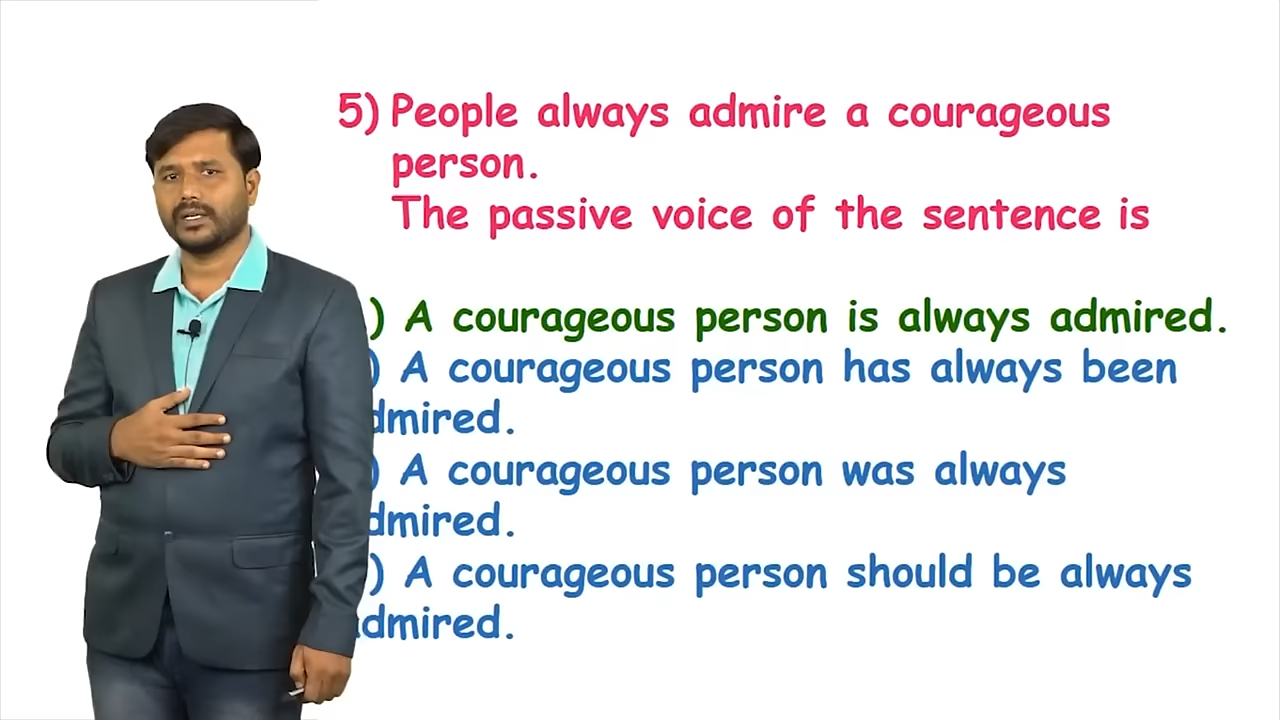 5) People always admire a courageous
person.
The passive voice of the sentence is
) A courageous person is always admired.
) A courageous person has always been
dmired.
) A courageous person was always
dmired.
) A courageous person should be always
admired.